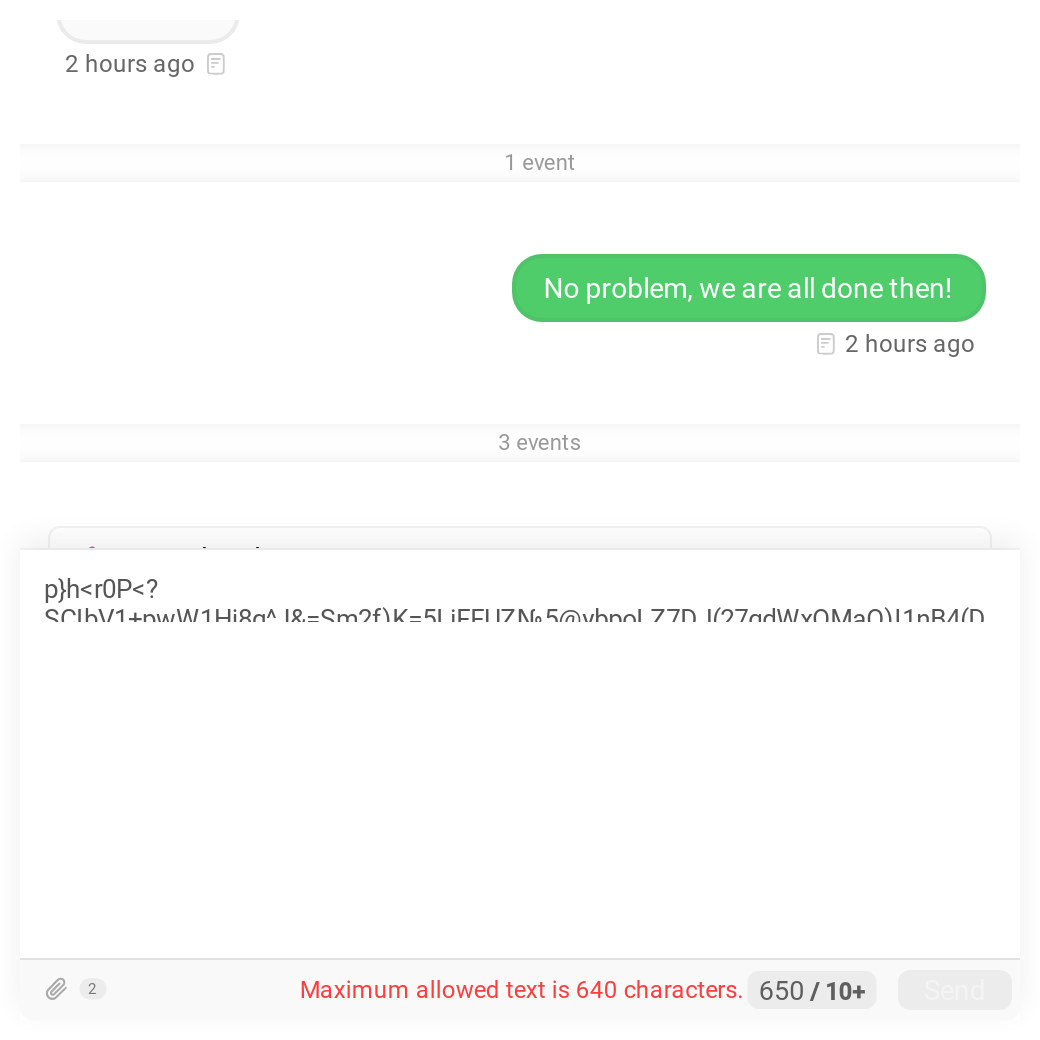 2 hours ago
1 event
No problem, we are all done then!
2 hours ago
3 events
p}h<r0P<?
2
Maximum allowed text is 640 characters.
650 / 10+
Send